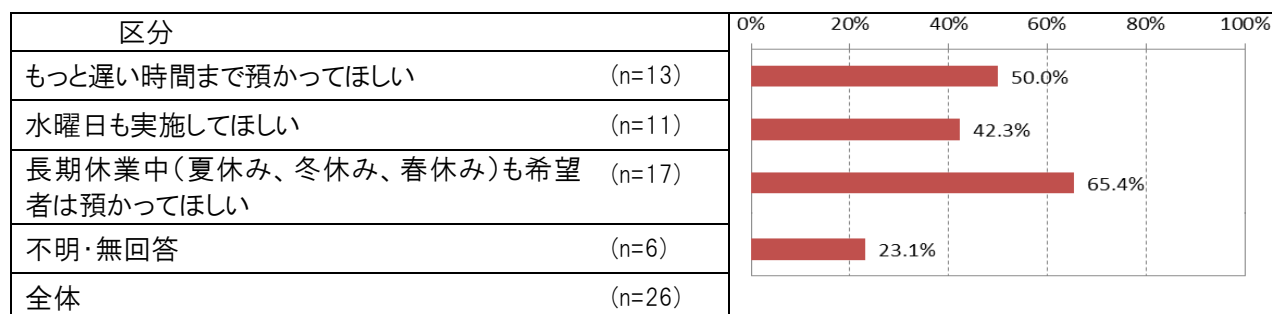 区分
0% 20% 40% 60% 80% 100%
もっと遅い時間まで預かってほしい (n=13)
50.0%
水曜日も実施してほしい (n=11)
42.3%
長期休業中(夏休み、冬休み、春休み)も希望 (n=17)
者は預かってほしい
65.4%
不明・無回答 (n=6)
23.1%
全体 (n=26)